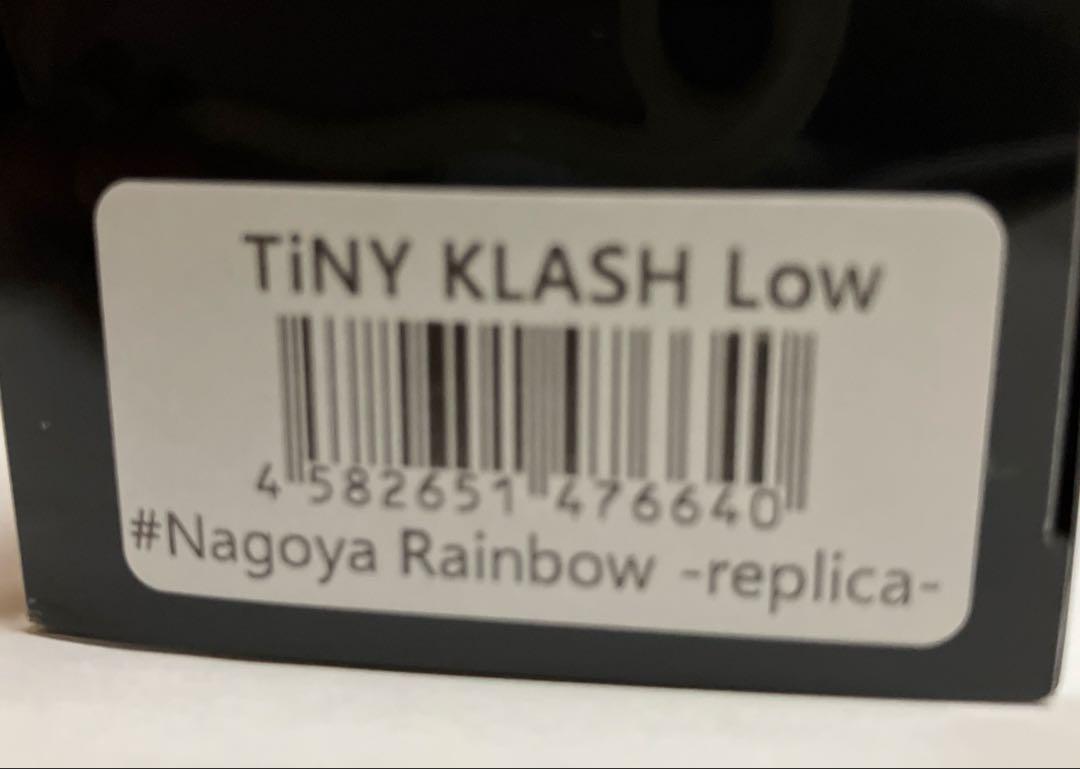 TiNY KLASH Low
4 582651 476640
#Nagoya Rainbow -replica-